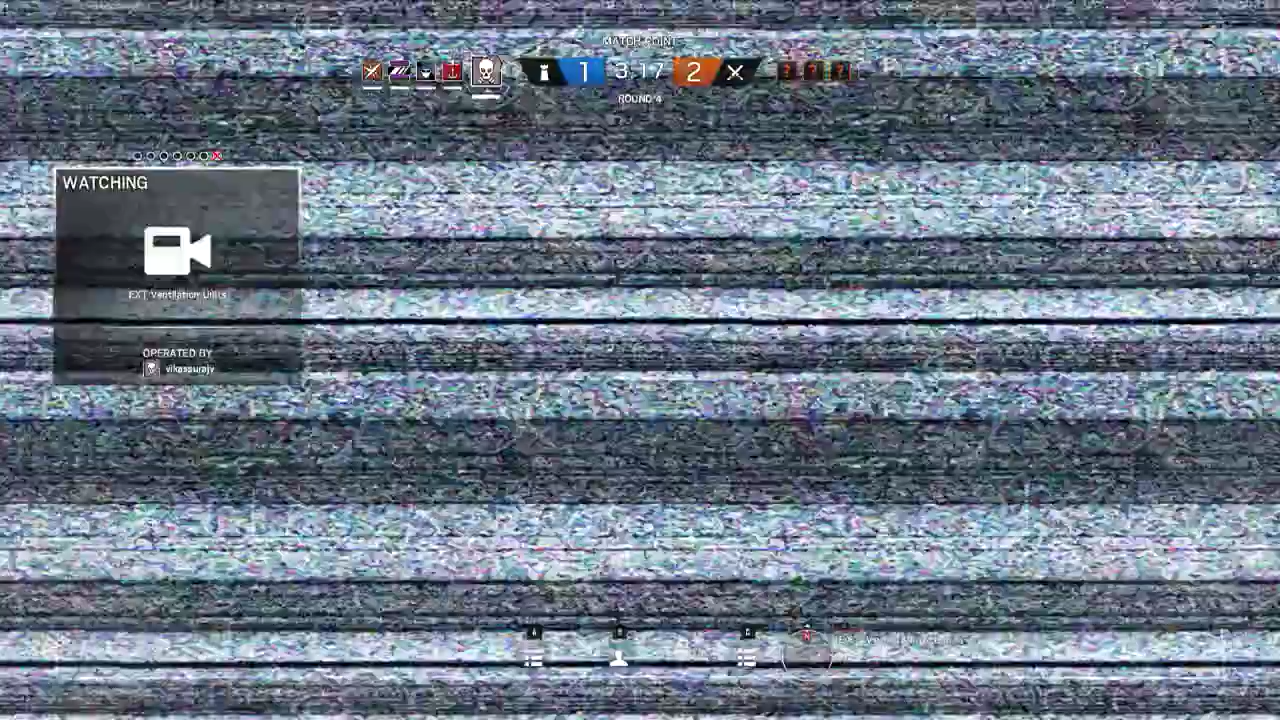 MATCH POINT
1 3:17 2
ROUND 4
? ? ?
WATCHING
EXT Ventilation Units
OPERATED BY
vikassurajv
N